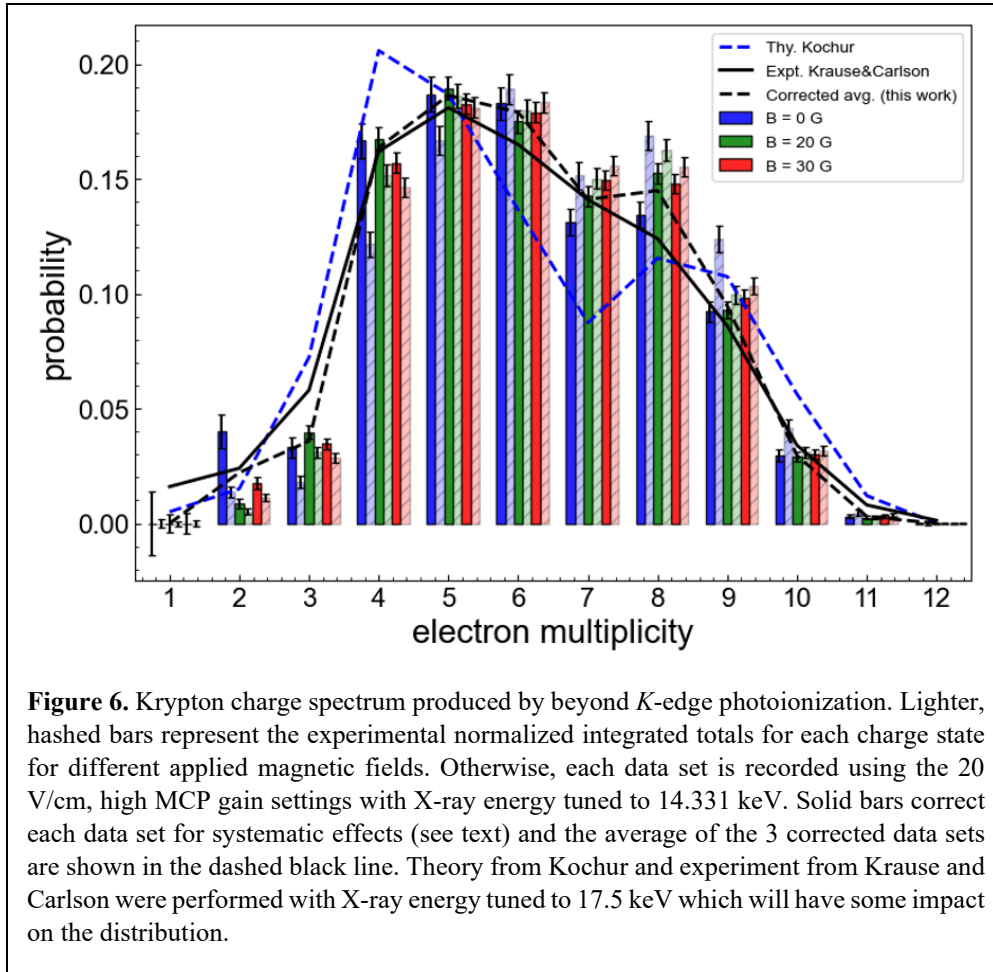 0.20
0.15
0.10
0.05
0.00
probability
Thy. Kochur
Expt. Krause&Carlson
Corrected avg. (this work)
B = 0 G
B = 20 G
B = 30 G
1 2 3 4 5 6 7 8 9 10 11 12
electron multiplicity
Figure 6. Krypton charge spectrum produced by beyond K-edge photoionization. Lighter,
hashed bars represent the experimental normalized integrated totals for each charge state
for different applied magnetic fields. Otherwise, each data set is recorded using the 20
V/cm, high MCP gain settings with X-ray energy tuned to 14.331 keV. Solid bars correct
each data set for systematic effects (see text) and the average of the 3 corrected data sets
are shown in the dashed black line. Theory from Kochur and experiment from Krause and
Carlson were performed with X-ray energy tuned to 17.5 keV which will have some impact
on the distribution.